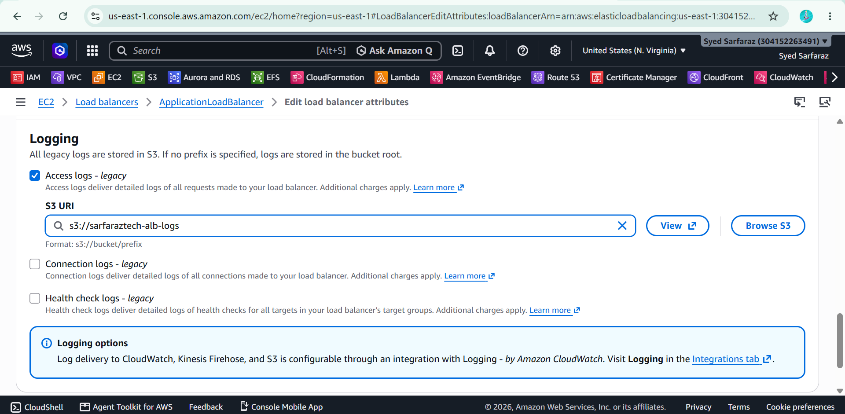 us-east-1.console.aws.amazon.com/ec2/home?region=us-east-1#LoadBalancerEditAttributes:loadBalancerArn=arn:aws:elasticloadbalancing:us-east-1:304152...
aws Search [Alt+S] Ask Amazon Q United States (N. Virginia) ▼ Syed Sarfaraz (304152263491) ▼
Syed Sarfaraz
IAM VPC EC2 S3 Aurora and RDS EFS CloudFormation Lambda Amazon EventBridge Route 53 Certificate Manager CloudFront CloudWatch
EC2 > Load balancers > ApplicationLoadBalancer > Edit load balancer attributes
Logging
All legacy logs are stored in S3. If no prefix is specified, logs are stored in the bucket root.
Access logs - legacy
Access logs deliver detailed logs of all requests made to your load balancer. Additional charges apply. Learn more
S3 URI
s3://sarfaraztech-alb-logs View Browse S3
Format: s3://bucket/prefix
Connection logs - legacy
Connection logs deliver detailed logs of all connections made to your load balancer. Additional charges apply. Learn more
Health check logs - legacy
Health check logs deliver detailed logs of health checks for all targets in your load balancer's target groups. Additional charges apply. Learn more
Logging options
Log delivery to CloudWatch, Kinesis Firehose, and S3 is configurable through an integration with Logging - by Amazon CloudWatch. Visit Logging in the Integrations tab.
CloudShell Agent Toolkit for AWS Feedback Console Mobile App © 2026, Amazon Web Services, Inc. or its affiliates. Privacy Terms Cookie preferences